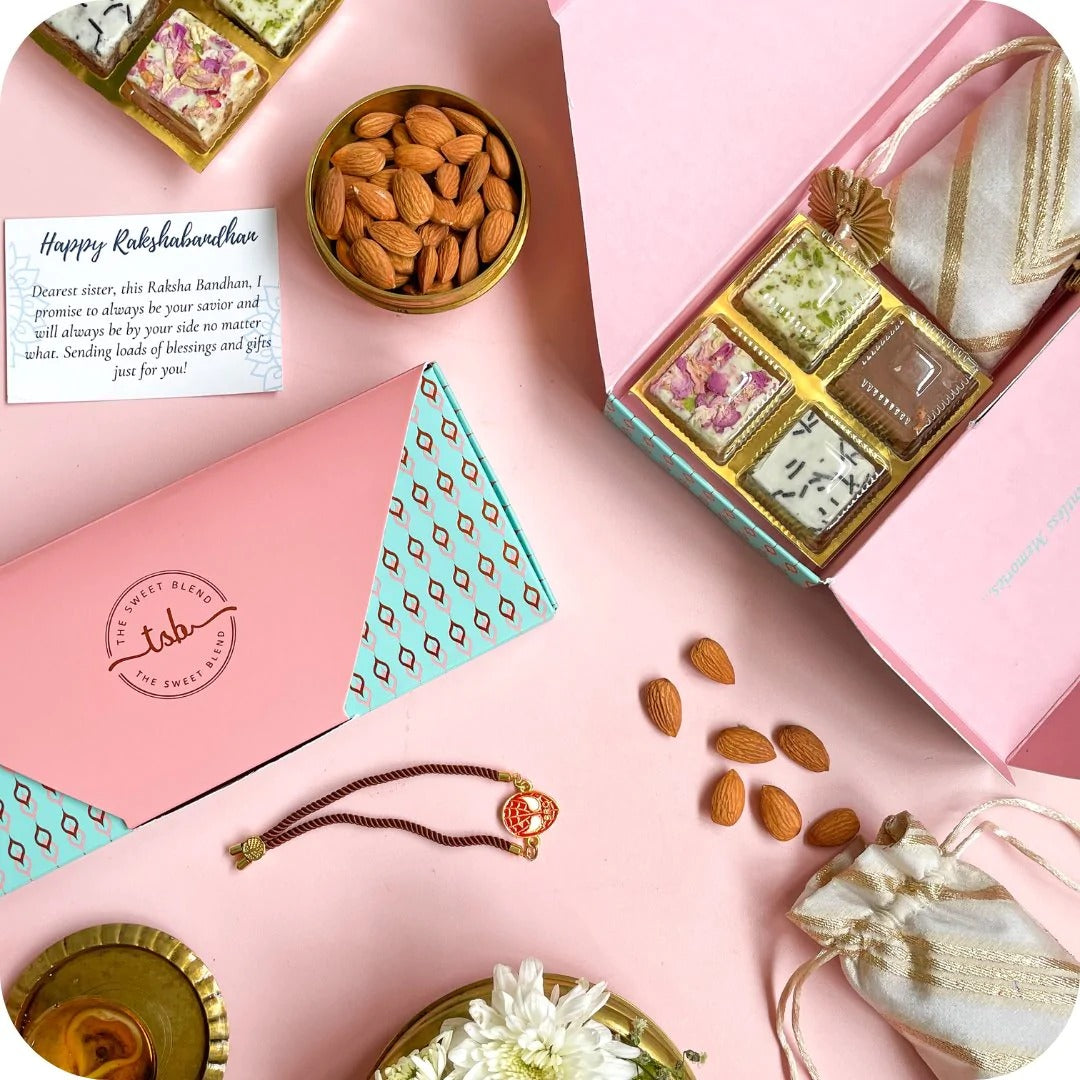 Happy Rakshabandhan
Dearest sister, this Raksha Bandhan, I
promise to always be your savior and
will always be by your side no matter
what. Sending loads of blessings and gifts
just for you!
THE SWEET BLEND
tsb
THE SWEET BLEND
Memories...